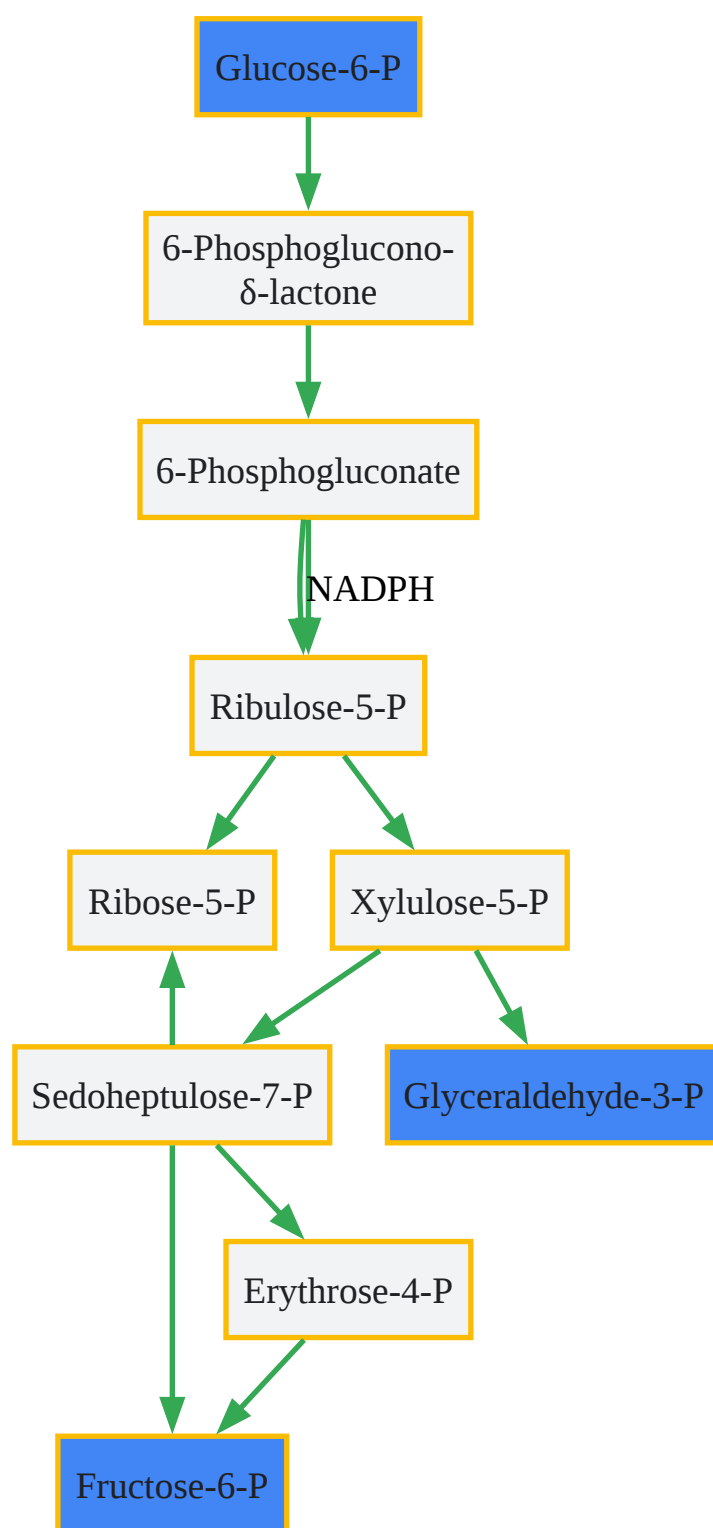 Glucose-6-P
6-Phosphoglucono-
δ-lactone
6-Phosphogluconate
NADPH
Ribulose-5-P
Ribose-5-P
Xylulose-5-P
Sedoheptulose-7-P
Glyceraldehyde-3-P
Erythrose-4-P
Fructose-6-P